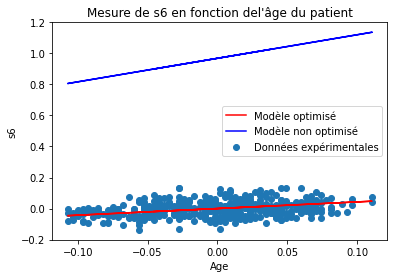 Mesure de s6 en fonction del'âge du patient
1.2
1.0
0.8
0.6
0.4
0.2
0.0
−0.2
s6
Modèle optimisé
Modèle non optimisé
Données expérimentales
−0.10
−0.05
0.00
0.05
0.10
Age